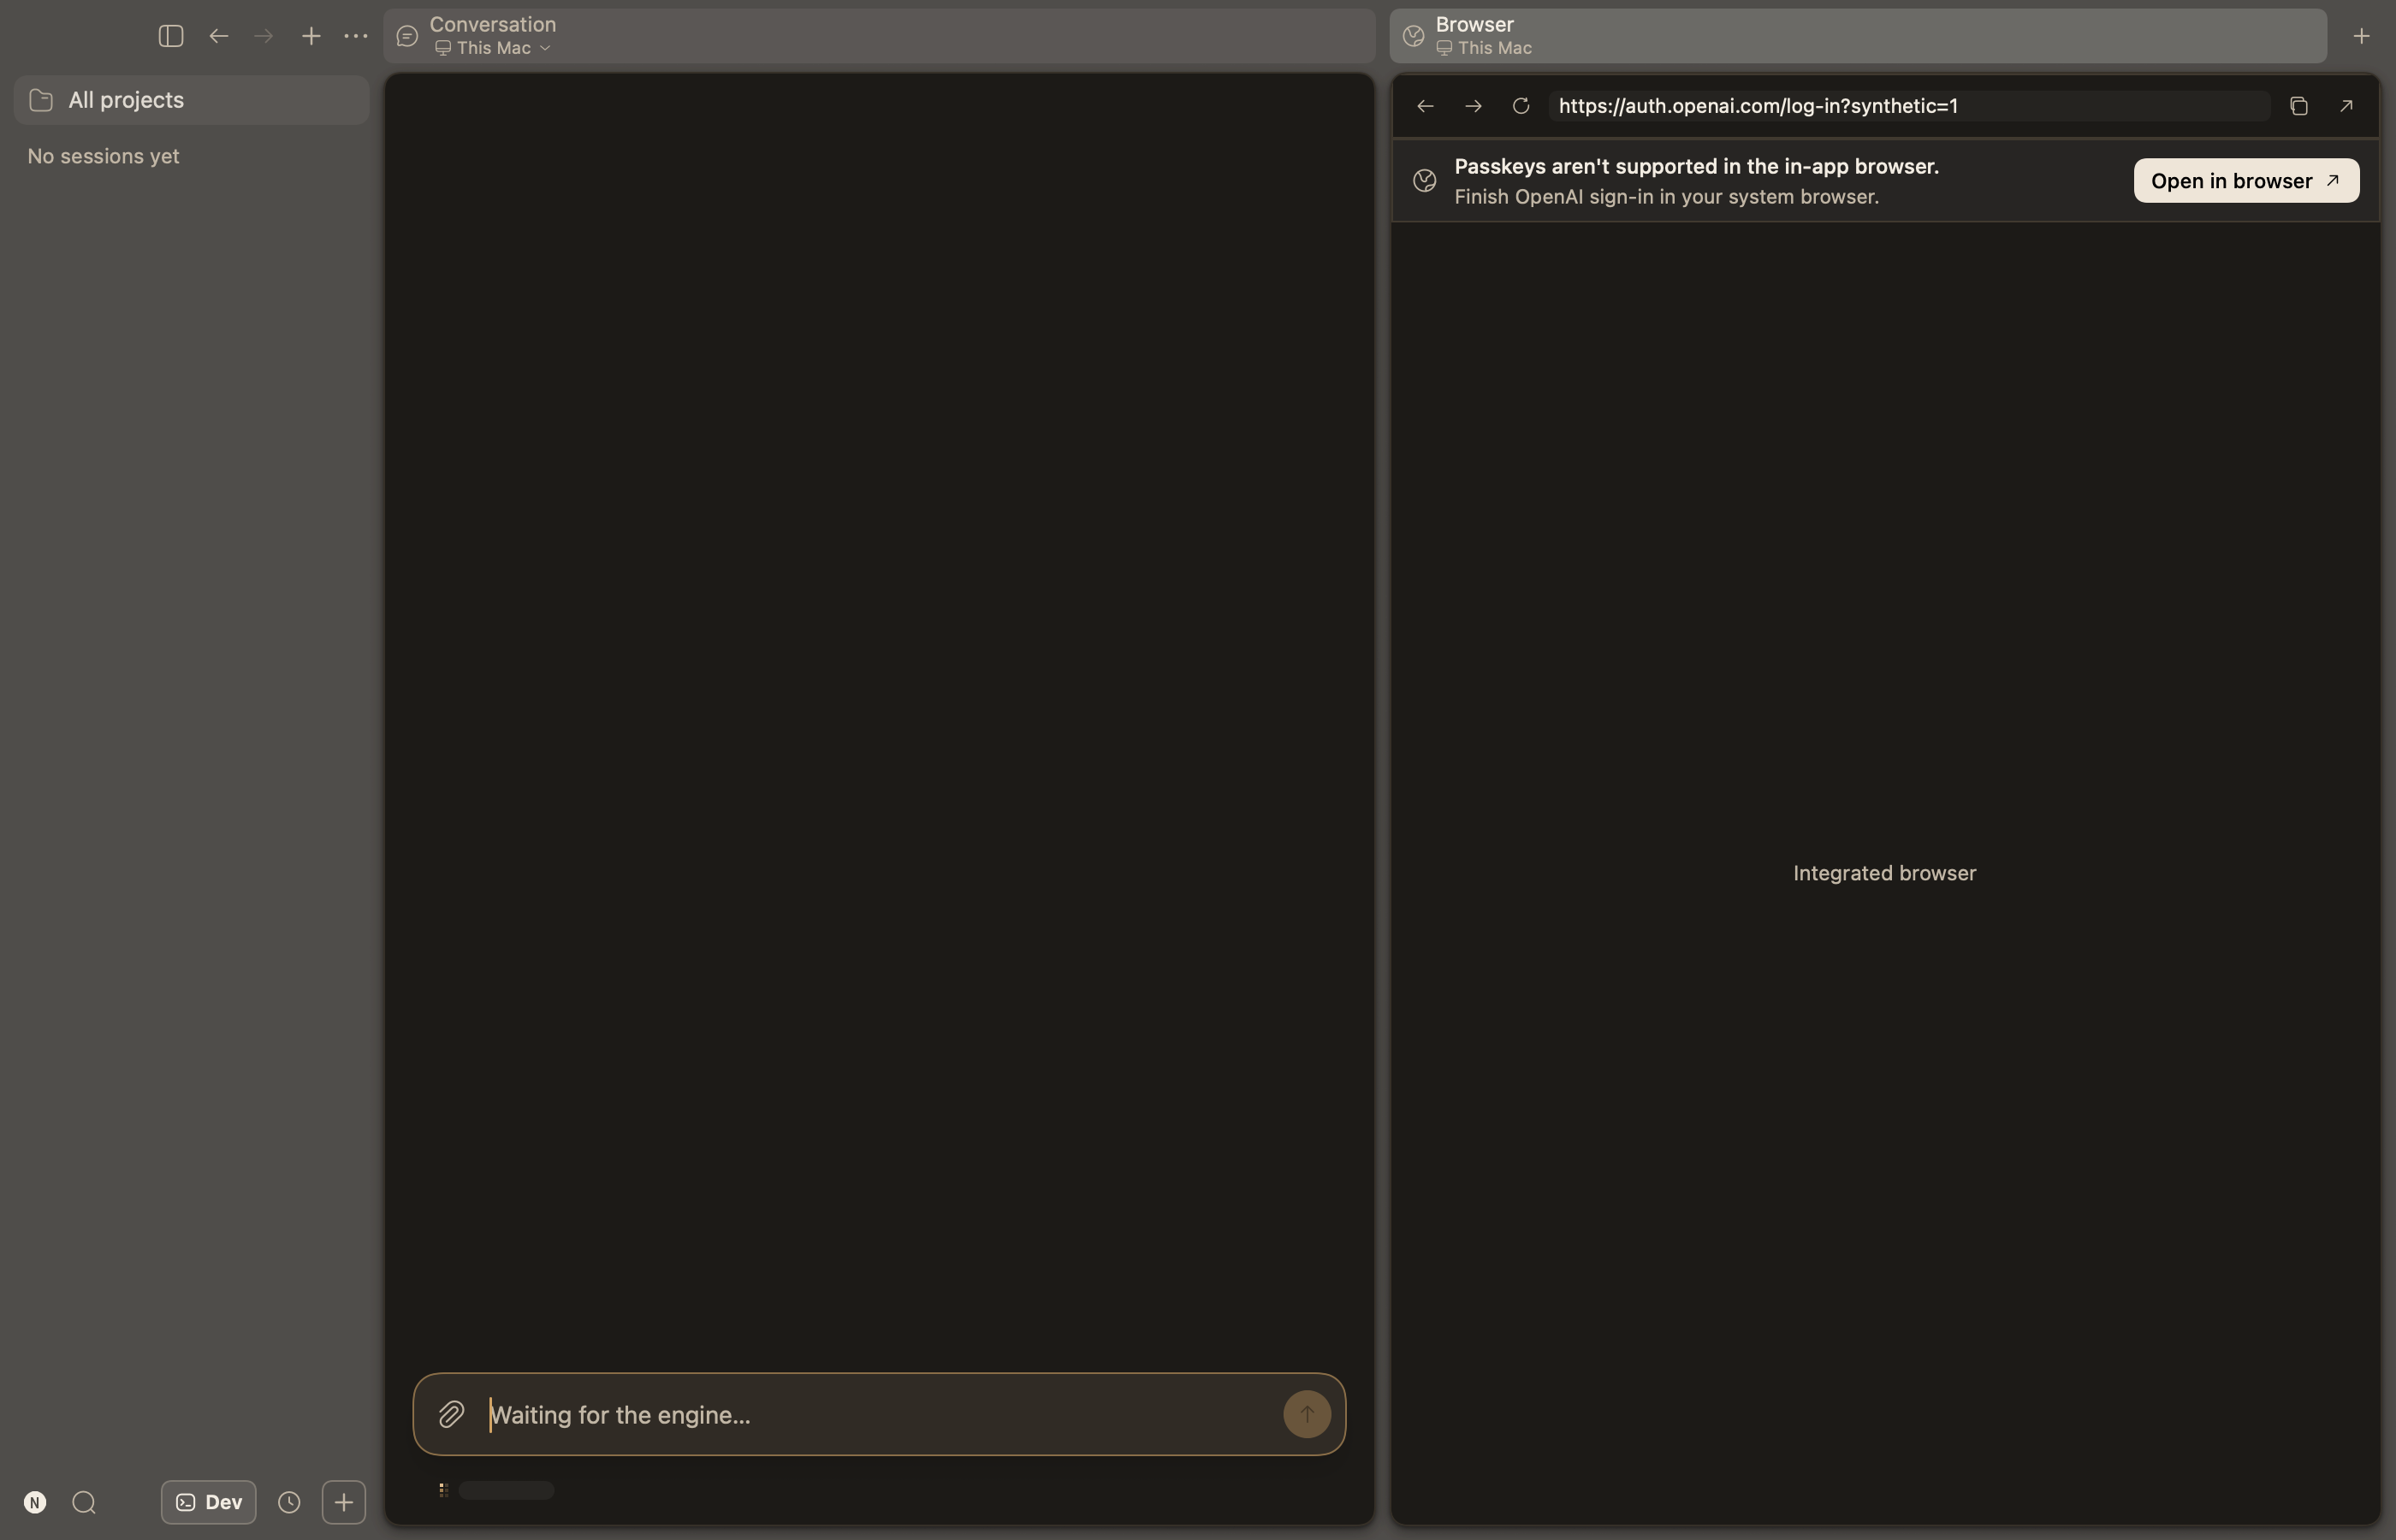 Conversation
This Mac
Browser
This Mac
All projects
No sessions yet
https://auth.openai.com/log-in?synthetic=1
Passkeys aren't supported in the in-app browser.
Finish OpenAI sign-in in your system browser.
Open in browser
Integrated browser
Waiting for the engine...
N
Dev